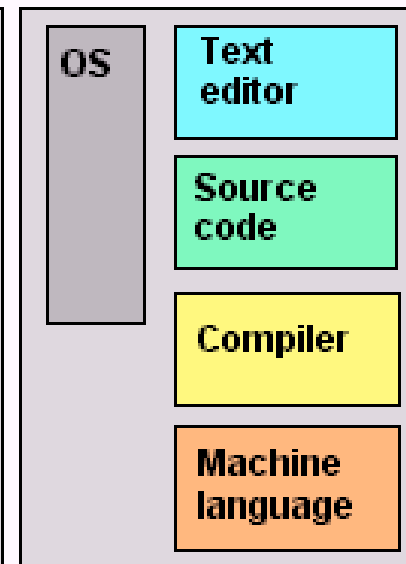 OS
Text
editor
Source
code
Compiler
Machine
language